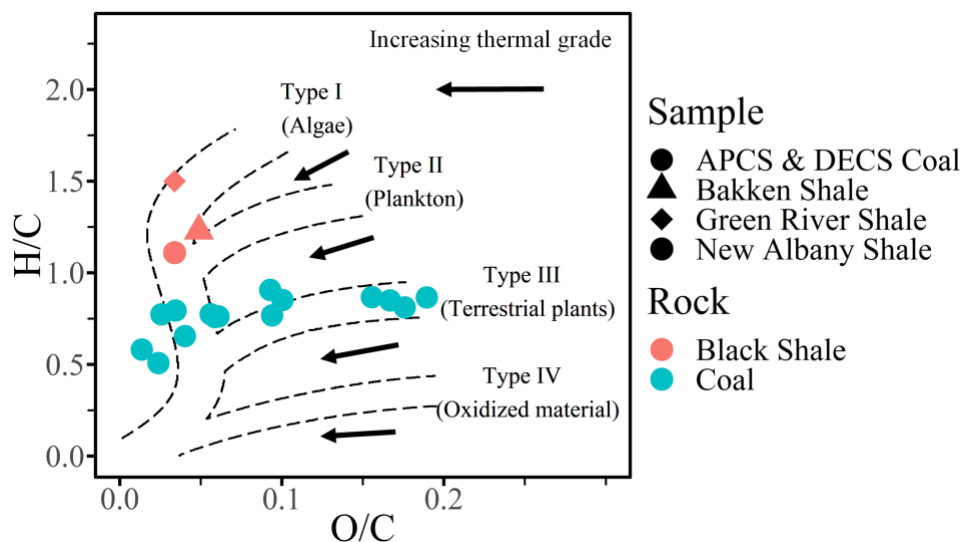 Increasing thermal grade
Type I
(Algae)
Type II
(Plankton)
Type III
(Terrestrial plants)
Type IV
(Oxidized material)
H/C
2.0
1.5
1.0
0.5
0.0
0.0
0.1
0.2
O/C
Sample
APCS & DECS Coal
Bakken Shale
Green River Shale
New Albany Shale
Rock
Black Shale
Coal